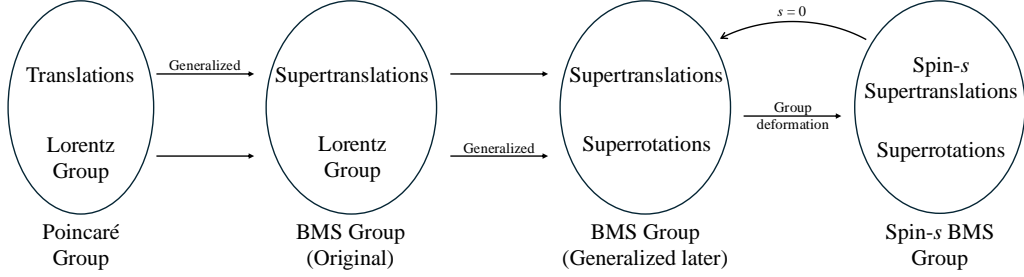 s = 0
Translations
Generalized
Supertranslations
Supertranslations
Spin-s
Supertranslations
Group
deformation
Lorentz
Group
Lorentz
Group
Generalized
Superrotations
Superrotations
Poincaré
Group
BMS Group
(Original)
BMS Group
(Generalized later)
Spin-s BMS
Group